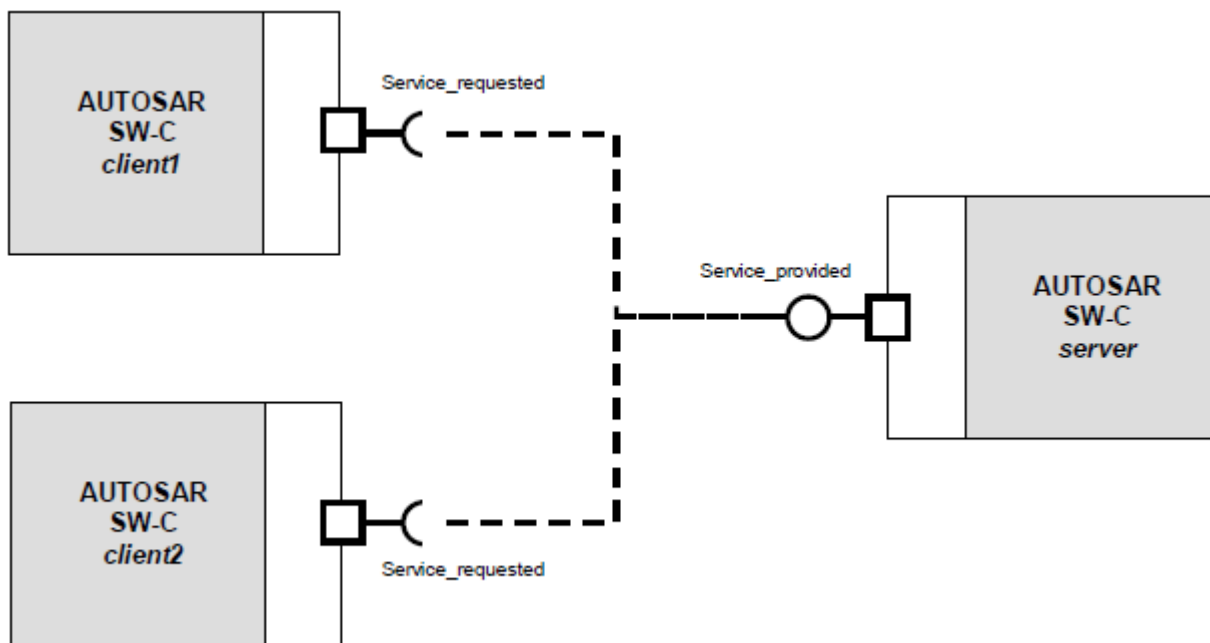 AUTOSAR
SW-C
client1
Service_requested
Service_provided
AUTOSAR
SW-C
server
AUTOSAR
SW-C
client2
Service_requested